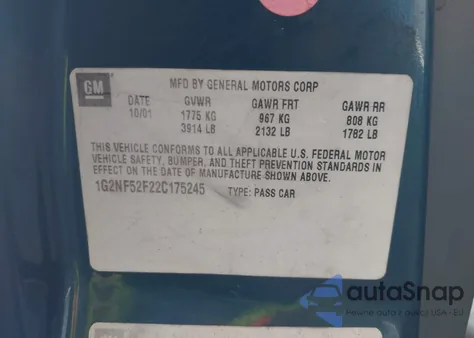 GM
MFD BY GENERAL MOTORS CORP
DATE GVWR GAWR FRT GAWR RR
10/01 1775 KG 967 KG 808 KG
3914 LB 2132 LB 1782 LB
THIS VEHICLE CONFORMS TO ALL APPLICABLE U.S. FEDERAL MOTOR
VEHICLE SAFETY, BUMPER, AND THEFT PREVENTION STANDARDS
IN EFFECT ON THE DATE OF MANUFACTURE SHOWN ABOVE.
1G2NF52F22C175245 TYPE: PASS CAR
autoSnap